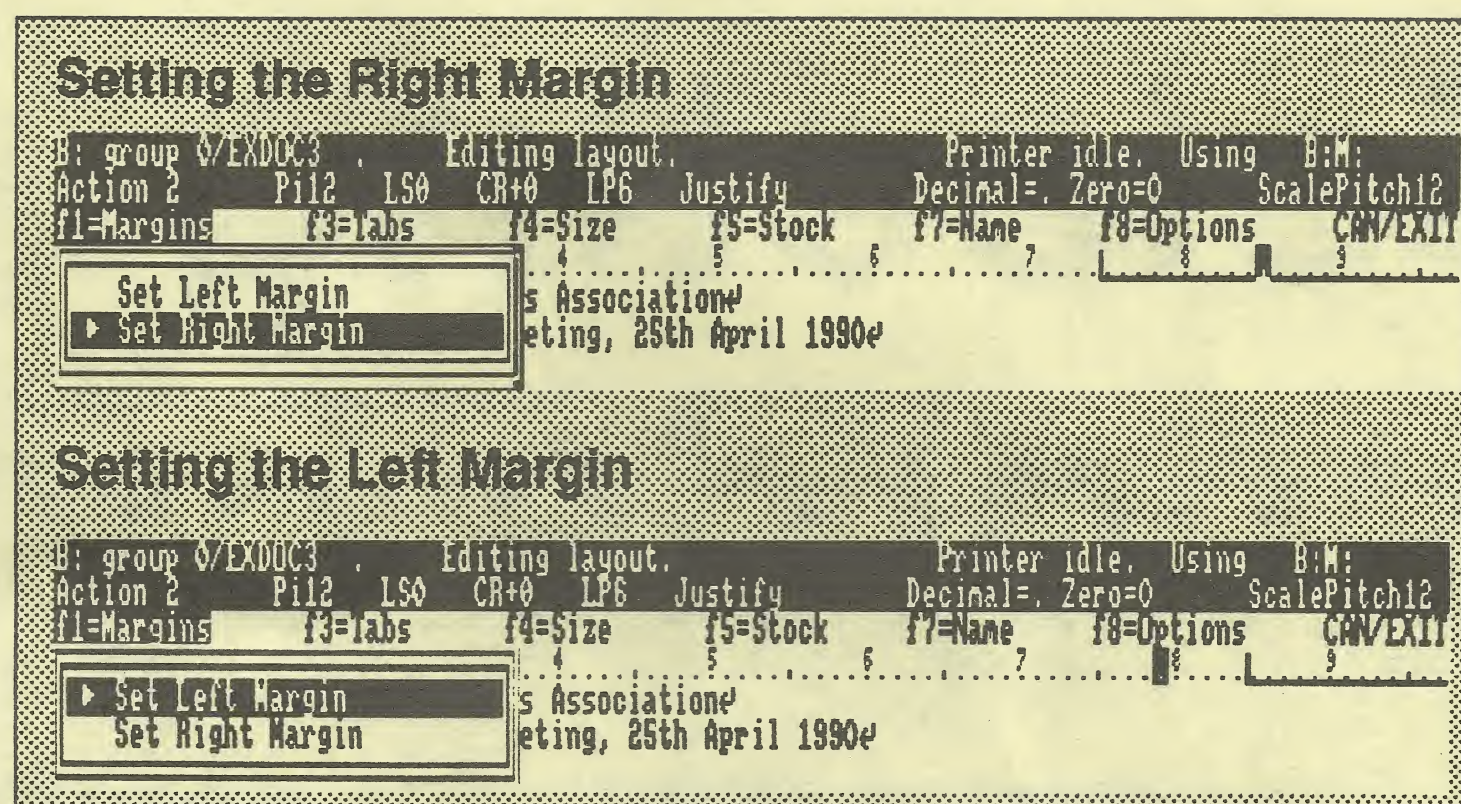 Setting the Right Margin
B: group 0/EXDOC3 . Editing layout. Printer idle. Using B:M:
Action 2 Pi12 LS0 CR+0 LP6 Justify Decimal=. Zero=0 ScalePitch12
f1=Margins f3=Tabs f4=Size f5=Stock f7=Name f8=Options CAN/EXIT
4 5 6 7 8 9
Set Left Margin
s Association↵
Set Right Margin
eting, 25th April 1990↵
Setting the Left Margin
B: group 0/EXDOC3 . Editing layout. Printer idle. Using B:M:
Action 2 Pi12 LS0 CR+0 LP6 Justify Decimal=. Zero=0 ScalePitch12
f1=Margins f3=Tabs f4=Size f5=Stock f7=Name f8=Options CAN/EXIT
4 5 6 7 8 9
Set Left Margin
s Association↵
Set Right Margin
eting, 25th April 1990↵